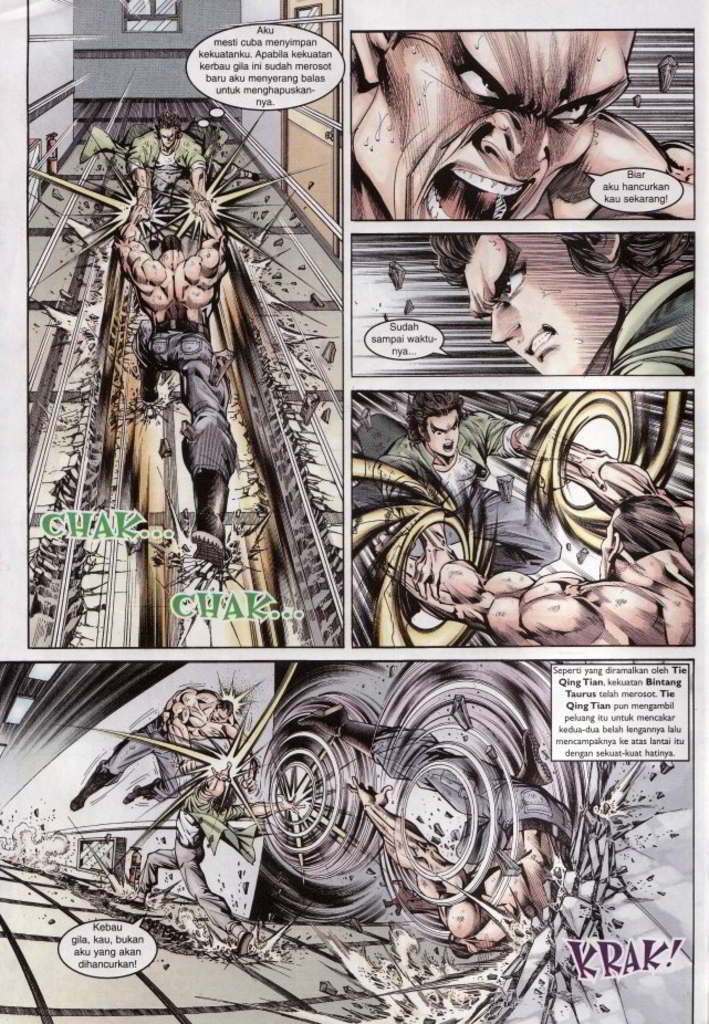 Aku
mesti cuba menyimpan
kekuatanku. Apabila kekuatan
kerbau gila ini sudah merosot
baru aku menyerang balas
untuk menghapuskan-
nya.
CHAK...
CHAK...
Biar
aku hancurkan
kau sekarang!
Sudah
sampai waktu-
nya...
Seperti yang diramalkan oleh Tie
Qing Tian, kekuatan Bintang
Taurus telah merosot. Tie
Qing Tian pun mengambil
peluang itu untuk mencakar
kedua-dua belah lengannya lalu
mencampaknya ke atas lantai itu
dengan sekuat-kuat hatinya.
Kebau
gila, kau, bukan
aku yang akan
dihancurkan!
KRAK!